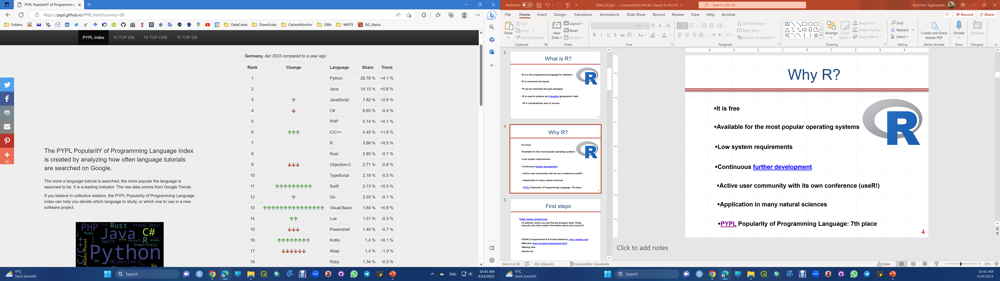 PYPL PopularitY of Programming
https://pypl.github.io/PYPL.html?country=DE
Folders
DataCamp
DownScale
CarbonMonitor
JSBA
WRITE
GG_Status
PYPL Index
10 TOP IDE
10 TOP ODE
10 TOP DB
Germany, Apr 2023 compared to a year ago:
Rank Change Language Share Trend
1 Python 28.78 % +4.1 %
2 Java 14.15 % +0.6 %
3 ↑ JavaScript 7.82 % +2.6 %
4 ↓ C# 6.65 % -0.4 %
5 PHP 5.14 % +0.1 %
6 ↑↑↑ C/C++ 4.45 % +1.6 %
7 R 3.88 % +0.5 %
8 Rust 2.85 % -0.1 %
9 ↓↓↓ Objective-C 2.71 % -0.8 %
10 TypeScript 2.18 % -0.5 %
11 ↑↑↑↑↑↑↑↑↑ Swift 2.13 % +0.5 %
12 ↑ Go 2.03 % -0.1 %
13 ↑↑↑↑↑↑↑↑↑↑↑↑↑↑↑ Visual Basic 1.84 % +0.9 %
14 ↑↑ Lua 1.51 % -0.3 %
15 ↓↓↓ Powershell 1.49 % -0.7 %
16 ↑↑↑↑↑↑↑↑ Kotlin 1.4 % +0.1 %
17 ↓↓↓↓↓↓ Abap 1.4 % -1.0 %
18 Ruby 1.34 % -0.3 %
26
The PYPL PopularitY of Programming Language Index
is created by analyzing how often language tutorials
are searched on Google.
The more a language tutorial is searched, the more popular the language is
assumed to be. It is a leading indicator. The raw data comes from Google Trends.
If you believe in collective wisdom, the PYPL Popularity of Programming Language
index can help you decide which language to study, or which one to use in a new
software project.
PHP Lua Rust Visual Basic
Perl Ruby Scala Java C#
Swift Matlab Haskell R Groovy Dart
Powershell
C/C++ Delphi/Pascal Python
VBA Objective-C Cobol Go
11°C
Stark bewölkt
Search
ENG
10:45 AM
4/24/2023
AutoSave Off
DSM_02.ppt - Compatibility Mode • Saved to this PC
Search (Alt+Q)
Ruhollah Taghizadeh
File Home Insert Design Transitions Animations Slide Show Record Review View Help Acrobat
Record
Share
Paste
Cut
Copy
Format Painter
Clipboard
New
Slide
Layout
Reset
Section
Slides
18+
B I U S ab AV Aa A
Font
Text Direction
Align Text
Convert to SmartArt
Paragraph
Arrange
Quick
Styles
Shape Fill
Shape Outline
Shape Effects
Drawing
Find
Replace
Select
Editing
Create and Share
Adobe PDF
Adobe Acrobat
Dictate
Voice
Designer
Designer
3
What is R?
R
▪R is a free programming language for statistics
▪R is command line based
▪R can be expanded through packages
▪R is used to analyze and visualize (geographic) data
▪R is comparatively easy to access
3
4
Why R?
R
▪It is free
▪Available for the most popular operating systems
▪Low system requirements
▪Continuous further development
▪Active user community with its own conference (useR!)
▪Application in many natural sciences
▪PYPL Popularity of Programming Language: 7th place
4
5
First steps
▪https://www.r-project.org/
▪R website, where you will find the program itself, FAQs,
manuals and other useful information about and around R:
▪CRAN (Comprehensive R Archive Network; cran.r-project.org)
▪Manuals (cran.r-project.org/manuals.html)
▪Mailing lists
▪Books list
4 3 2 1 0 1 2 3 4
3
2
1
0
1
2
3
Why R?
R
▪It is free
▪Available for the most popular operating systems
▪Low system requirements
▪Continuous further development
▪Active user community with its own conference (useR!)
▪Application in many natural sciences
▪PYPL Popularity of Programming Language: 7th place
4
Click to add notes
Slide 4 of 26
Afar (Djibouti)
Accessibility: Unavailable
Notes
87%
11°C
Stark bewölkt
Search
10:45 AM
4/24/2023